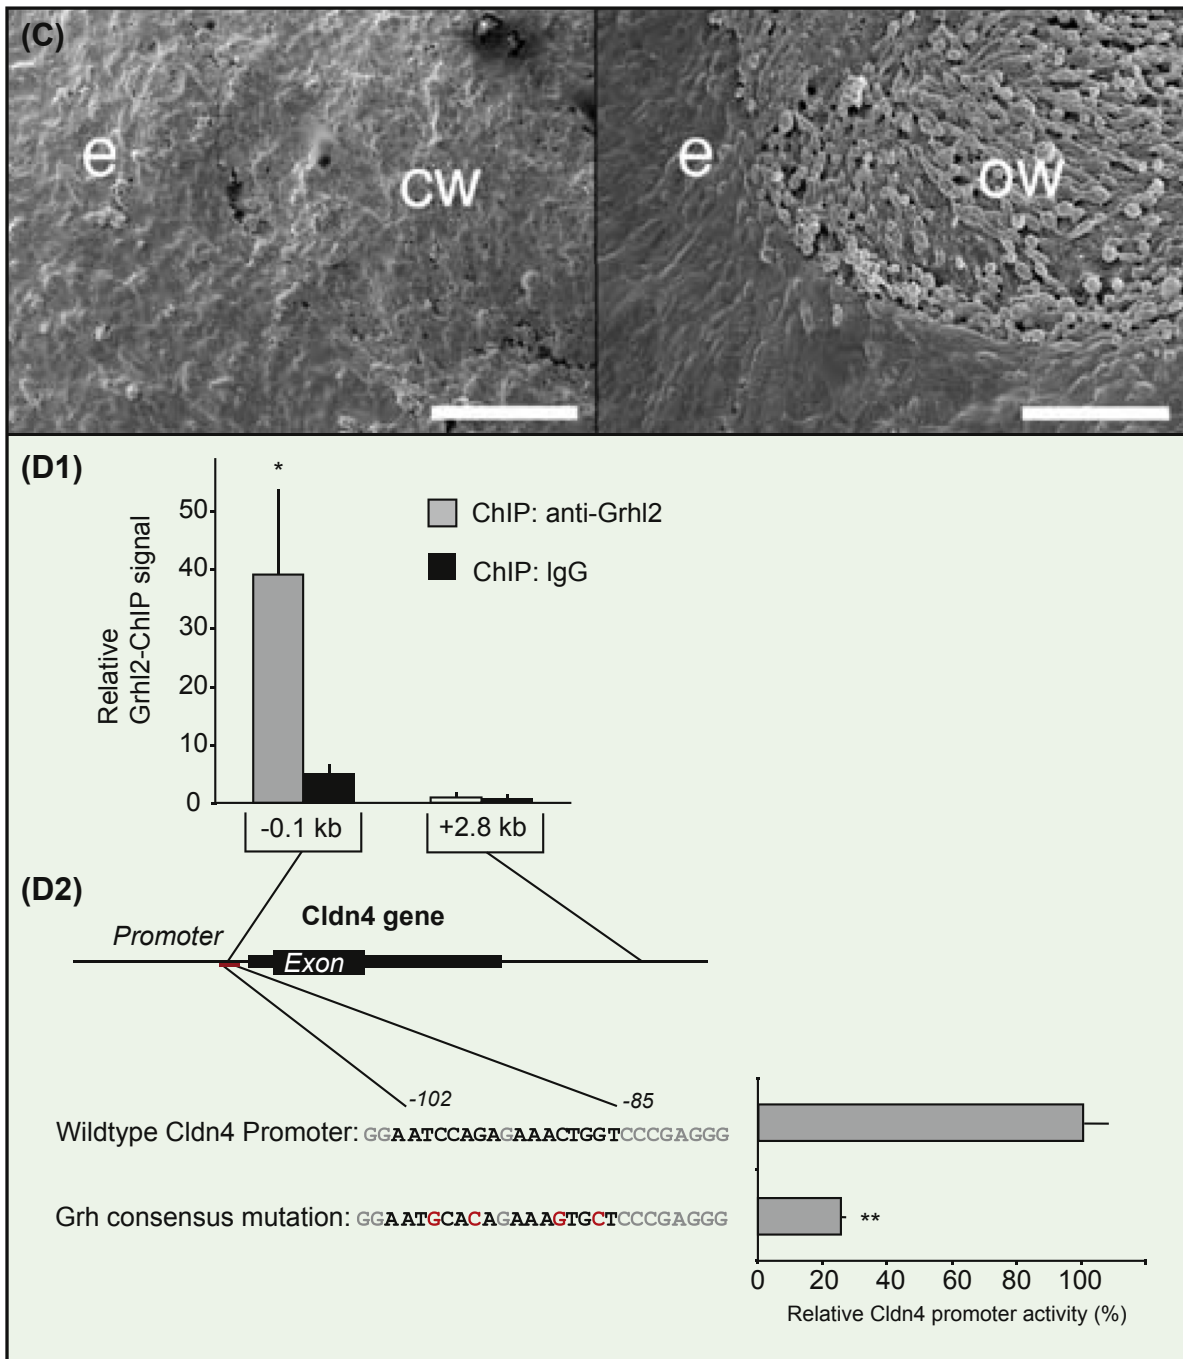 (C)
e
cw
e
ow
(D1)
*
50
40
30
20
10
0
Relative
Grhl2-ChIP signal
ChIP: anti-Grhl2
ChIP: IgG
-0.1 kb
+2.8 kb
(D2)
Cldn4 gene
Promoter
Exon
-102
-85
Wildtype Cldn4 Promoter: GGAATCCAGAGAAACTGGTCCCGAGGG
Grh consensus mutation: GGAATGCACAGAAAGTGCTCCCGAGGG
**
0 20 40 60 80 100
Relative Cldn4 promoter activity (%)